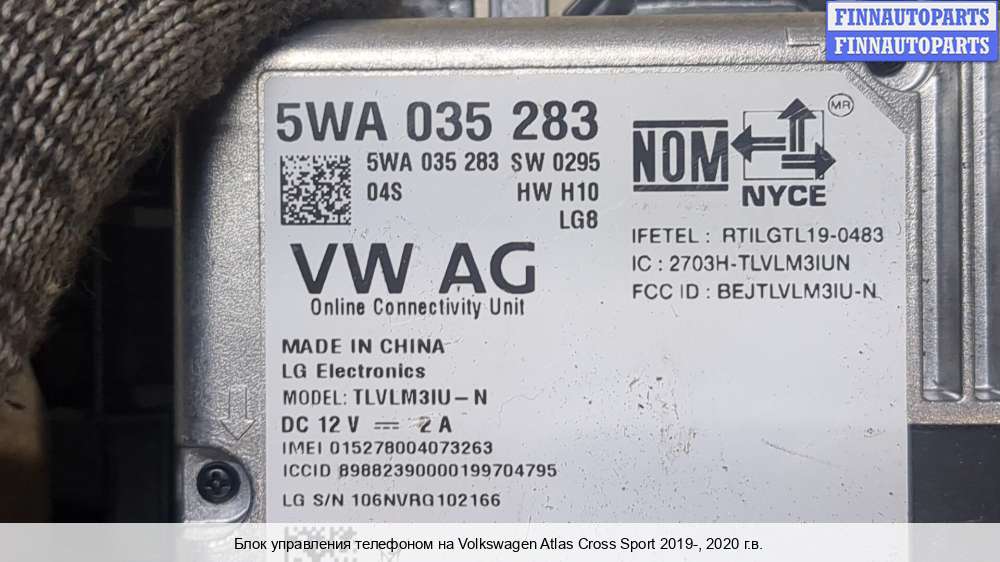 FINNAUTOPARTS
FINNAUTOPARTS
5WA 035 283
5WA 035 283 SW 0295
04S HW H10
LG8
NOM
NYCE
MR
IFETEL : RTILGTL19-0483
IC : 2703H-TLVLM3IUN
FCC ID : BEJTLVLM3IU-N
VW AG
Online Connectivity Unit
MADE IN CHINA
LG Electronics
MODEL: TLVLM3IU-N
DC 12 V ⎓ 2 A
IMEI 015278004073263
ICCID 89882390000199704795
LG S/N 106NVRG102166
Блок управления телефоном на Volkswagen Atlas Cross Sport 2019-, 2020 г.в.